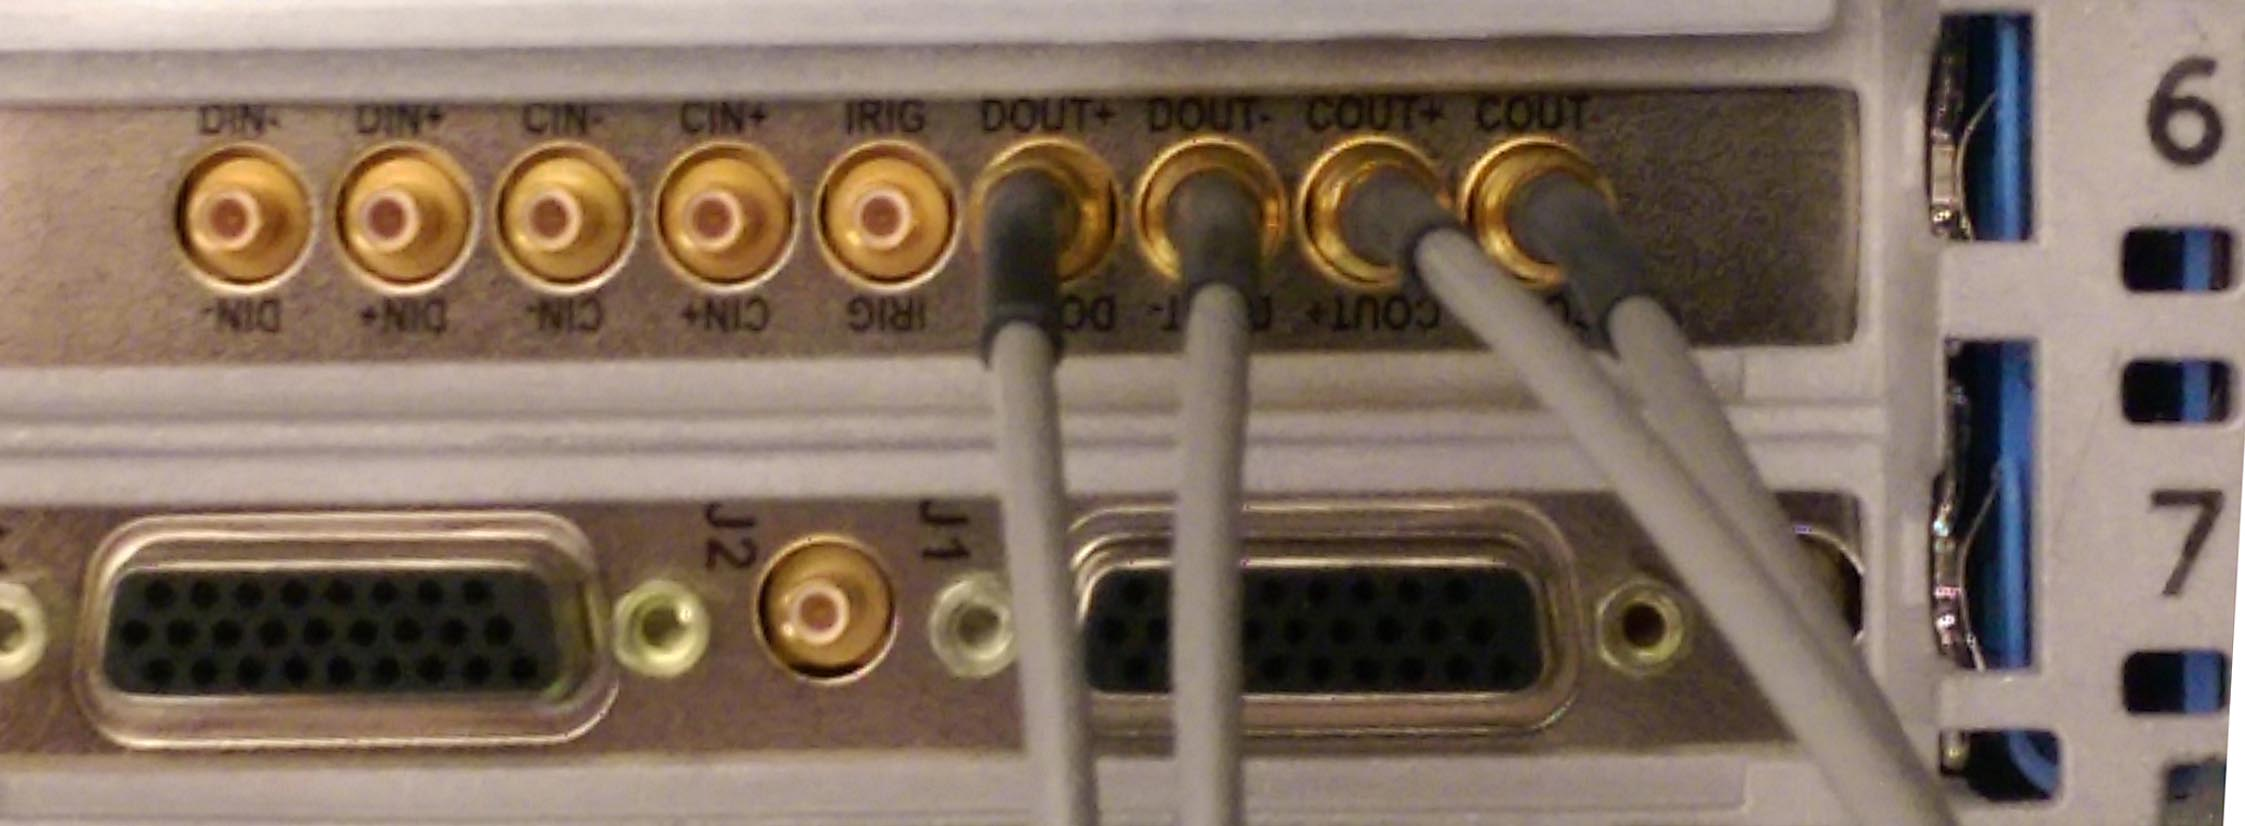 DIN- DIN+ CIN- CIN+ IRIG DOUT+ DOUT- COUT+ COUT-
6
DIN- DIN+ CIN- CIN+ IRIG COUT+
J2 J1
7